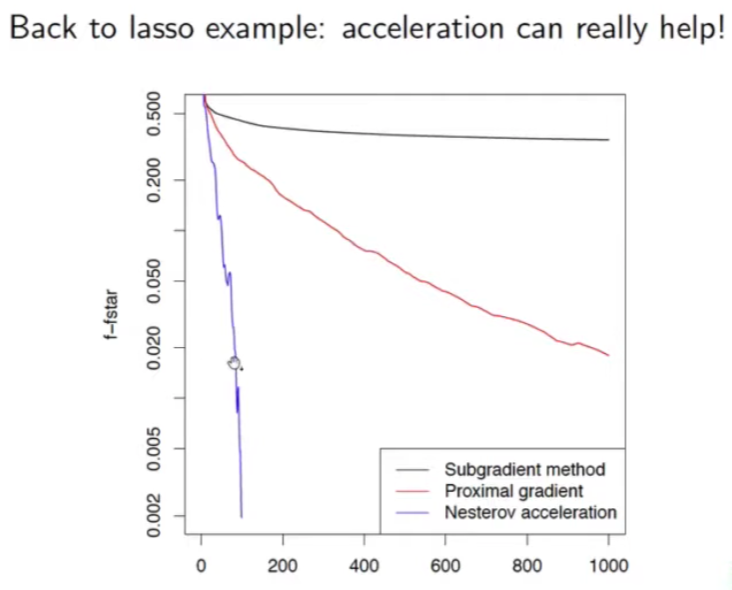 Back to lasso example: acceleration can really help!
0.500
0.200
0.050
0.020
0.005
0.002
f−fstar
Subgradient method
Proximal gradient
Nesterov acceleration
0 200 400 600 800 1000